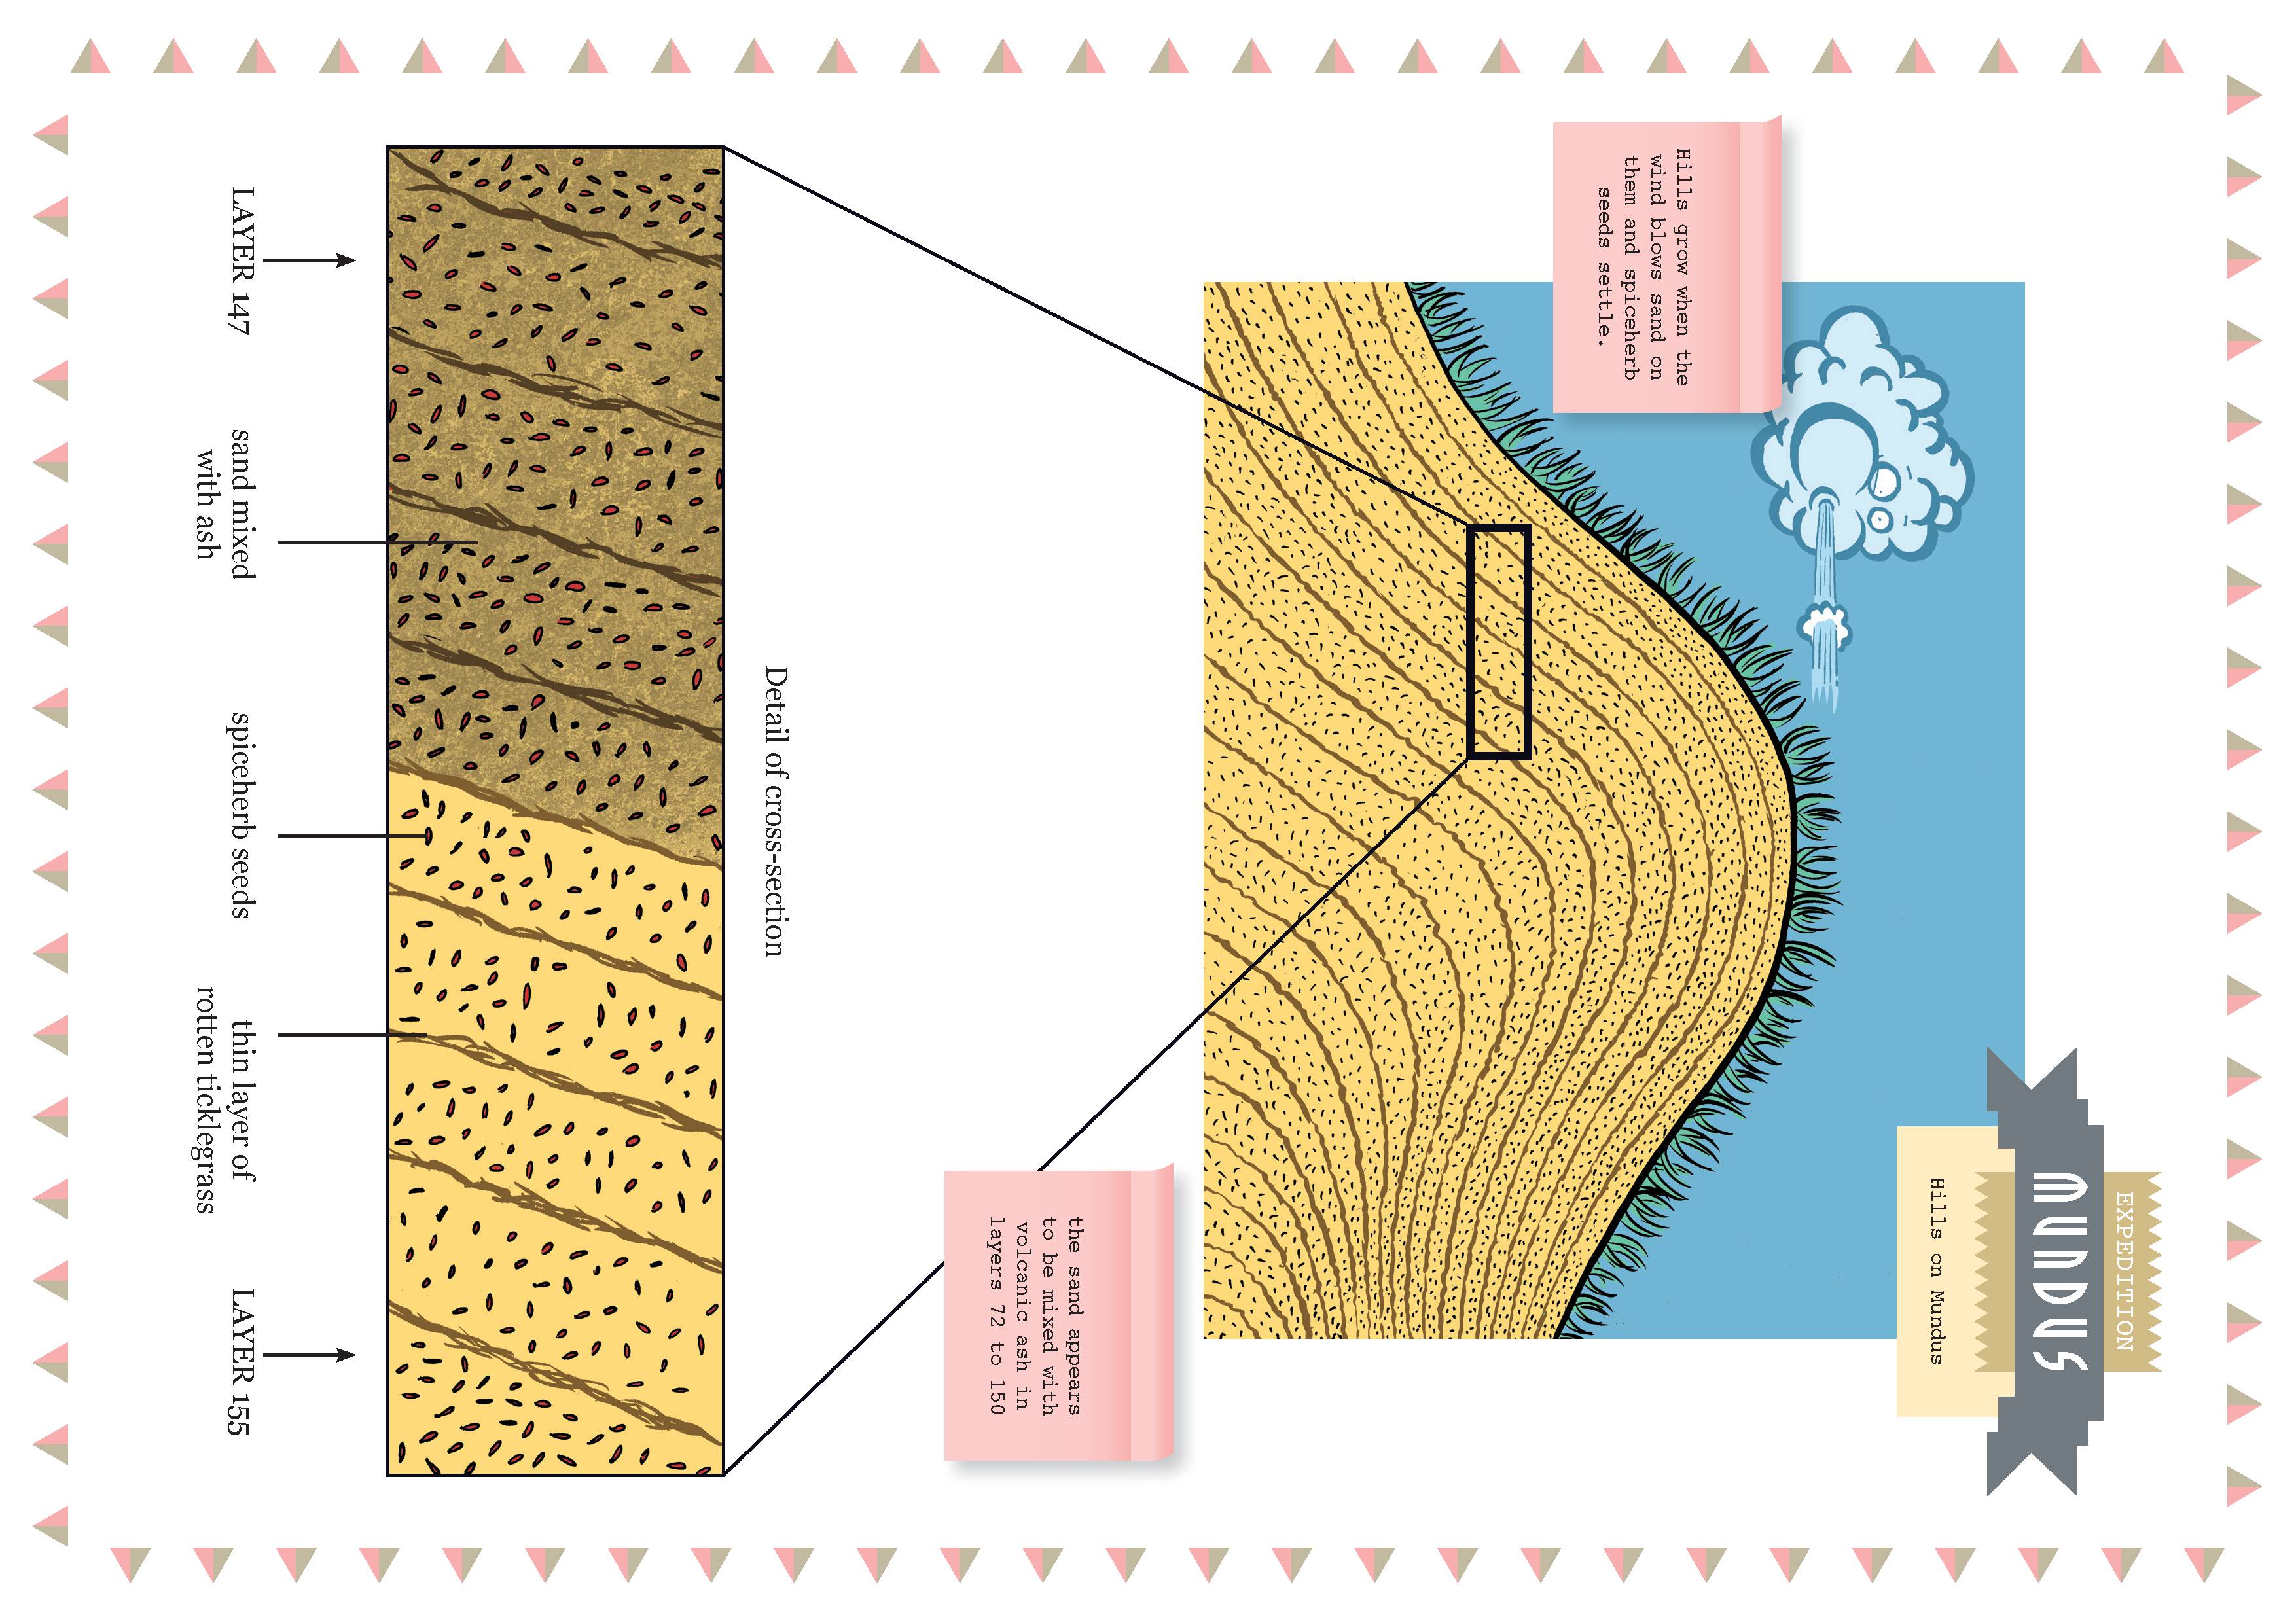 EXPEDITION
MUNDUS
Hills on Mundus
Hills grow when the
wind blows sand on
them and spiceherb
seeds settle.
the sand appears
to be mixed with
volcanic ash in
layers 72 to 150
Detail of cross-section
LAYER 147
sand mixed
with ash
spiceherb seeds
thin layer of
rotten ticklegrass
LAYER 155